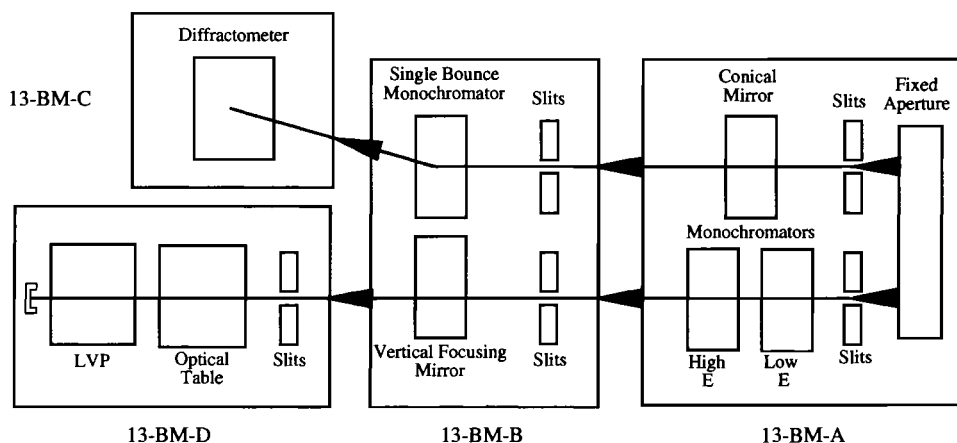 Diffractometer
13-BM-C
Single Bounce
Monochromator
Slits
Conical
Mirror
Slits
Fixed
Aperture
Monochromators
LVP
Optical
Table
Slits
Vertical Focusing
Mirror
Slits
High
E
Low
E
Slits
13-BM-D
13-BM-B
13-BM-A